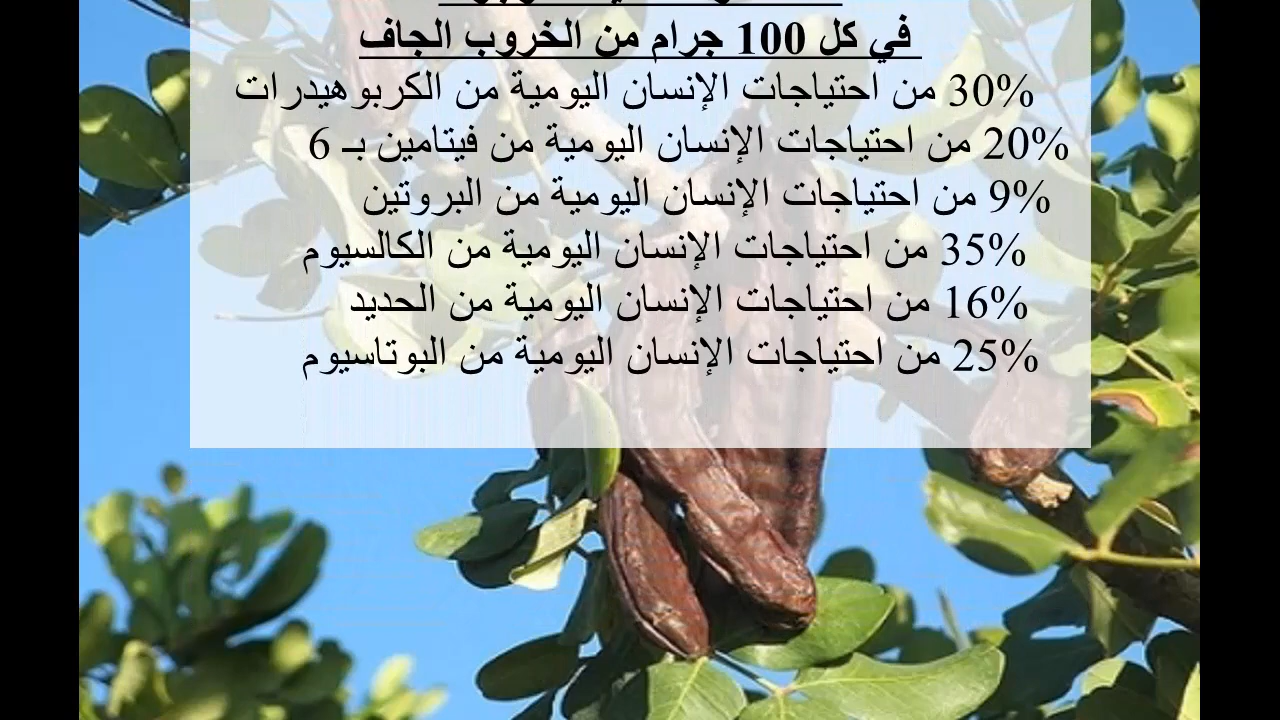 في كل 100 جرام من الخروب الجاف
30% من احتياجات الإنسان اليومية من الكربوهيدرات
20% من احتياجات الإنسان اليومية من فيتامين بـ 6
9% من احتياجات الإنسان اليومية من البروتين
35% من احتياجات الإنسان اليومية من الكالسيوم
16% من احتياجات الإنسان اليومية من الحديد
25% من احتياجات الإنسان اليومية من البوتاسيوم